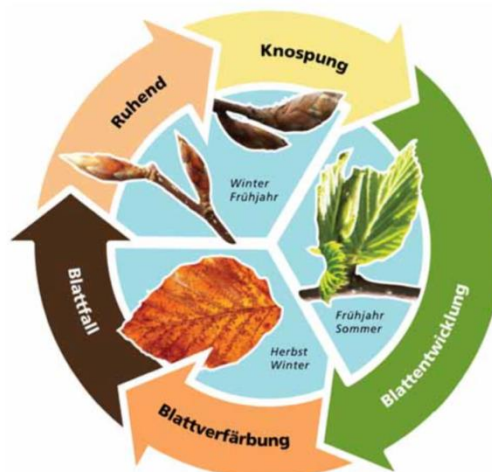 Knospung
Ruhend
Winter
Frühjahr
Blattentwicklung
Frühjahr
Sommer
Blattfall
Herbst
Winter
Blattverfärbung